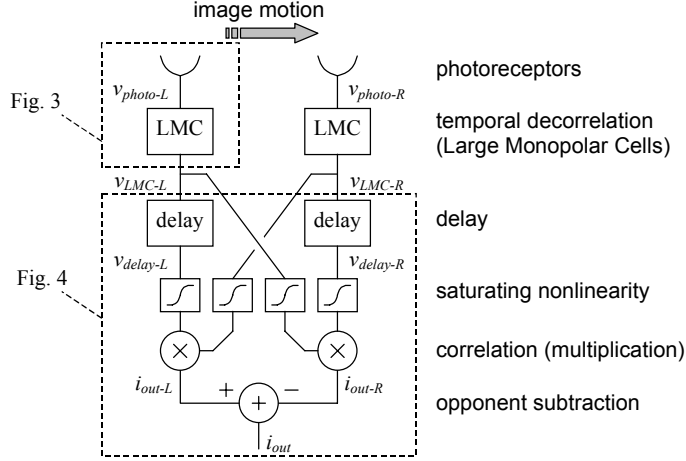 image motion
photoreceptors
v_photo-L v_photo-R
Fig. 3
LMC LMC
temporal decorrelation
(Large Monopolar Cells)
v_LMC-L v_LMC-R
delay delay
delay
v_delay-L v_delay-R
Fig. 4
saturating nonlinearity
× ×
correlation (multiplication)
i_out-L + − i_out-R
+
opponent subtraction
i_out